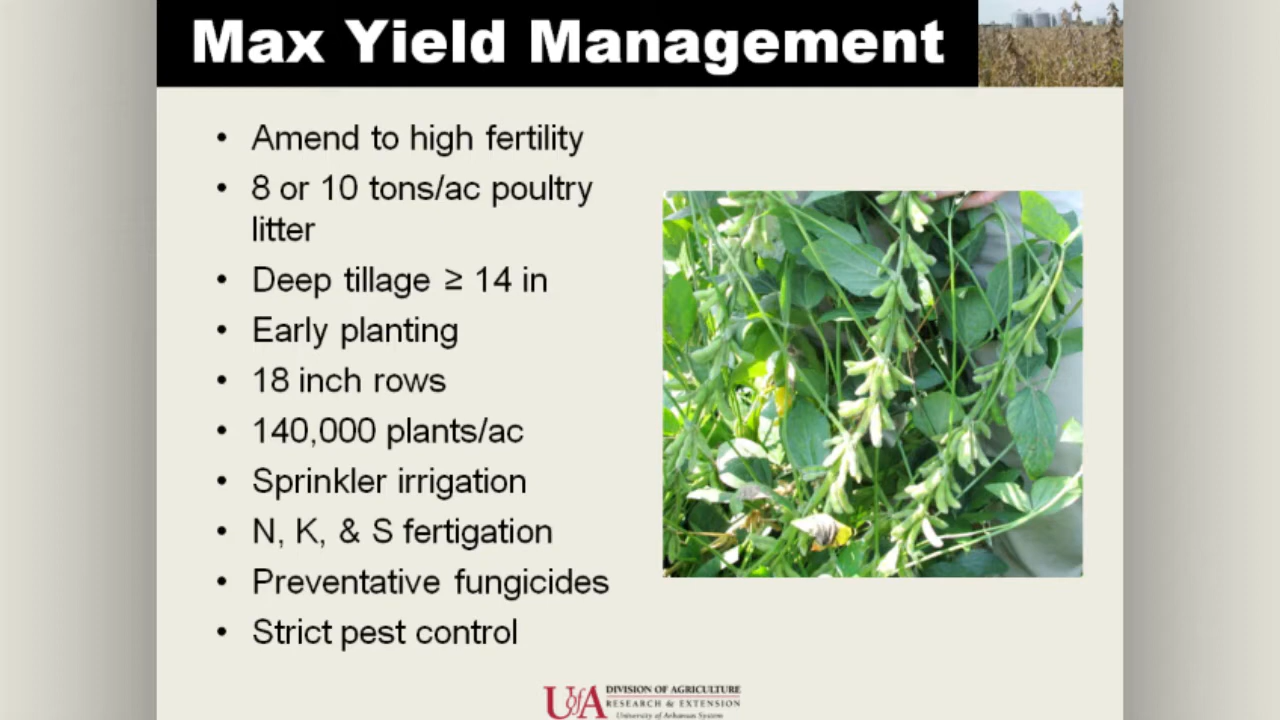 Max Yield Management
• Amend to high fertility
• 8 or 10 tons/ac poultry
litter
• Deep tillage ≥ 14 in
• Early planting
• 18 inch rows
• 140,000 plants/ac
• Sprinkler irrigation
• N, K, & S fertigation
• Preventative fungicides
• Strict pest control
UofA DIVISION OF AGRICULTURE
RESEARCH & EXTENSION
University of Arkansas System